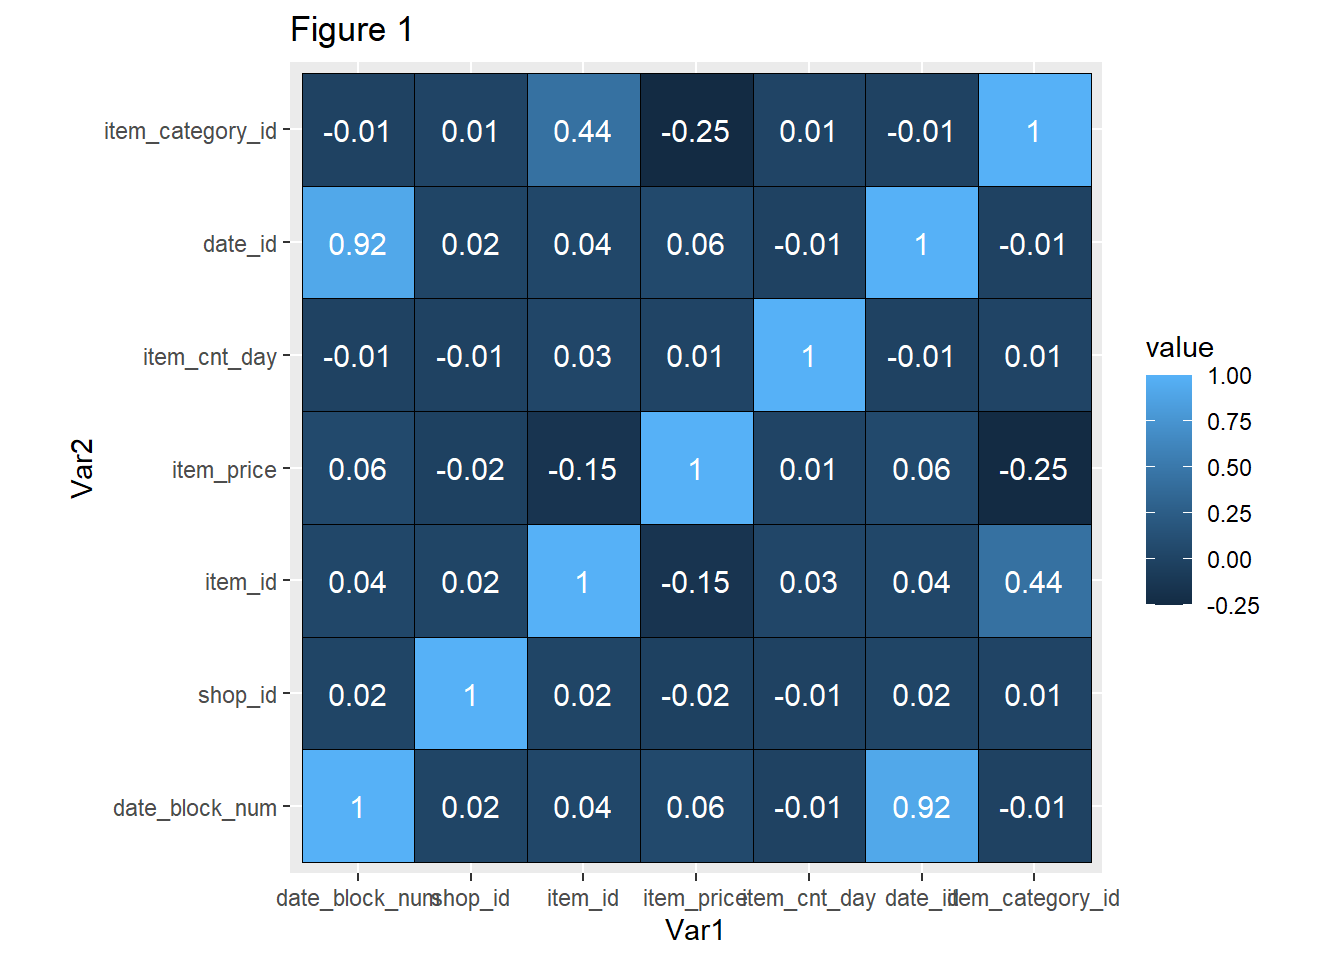 Figure 1
item_category_id -0.01 0.01 0.44 -0.25 0.01 -0.01 1
date_id 0.92 0.02 0.04 0.06 -0.01 1 -0.01
item_cnt_day -0.01 -0.01 0.03 0.01 1 -0.01 0.01
item_price 0.06 -0.02 -0.15 1 0.01 0.06 -0.25
item_id 0.04 0.02 1 -0.15 0.03 0.04 0.44
shop_id 0.02 1 0.02 -0.02 -0.01 0.02 0.01
date_block_num 1 0.02 0.04 0.06 -0.01 0.92 -0.01
date_block_num shop_id item_id item_price item_cnt_day date_id item_category_id
Var1
Var2
value
1.00
0.75
0.50
0.25
0.00
-0.25